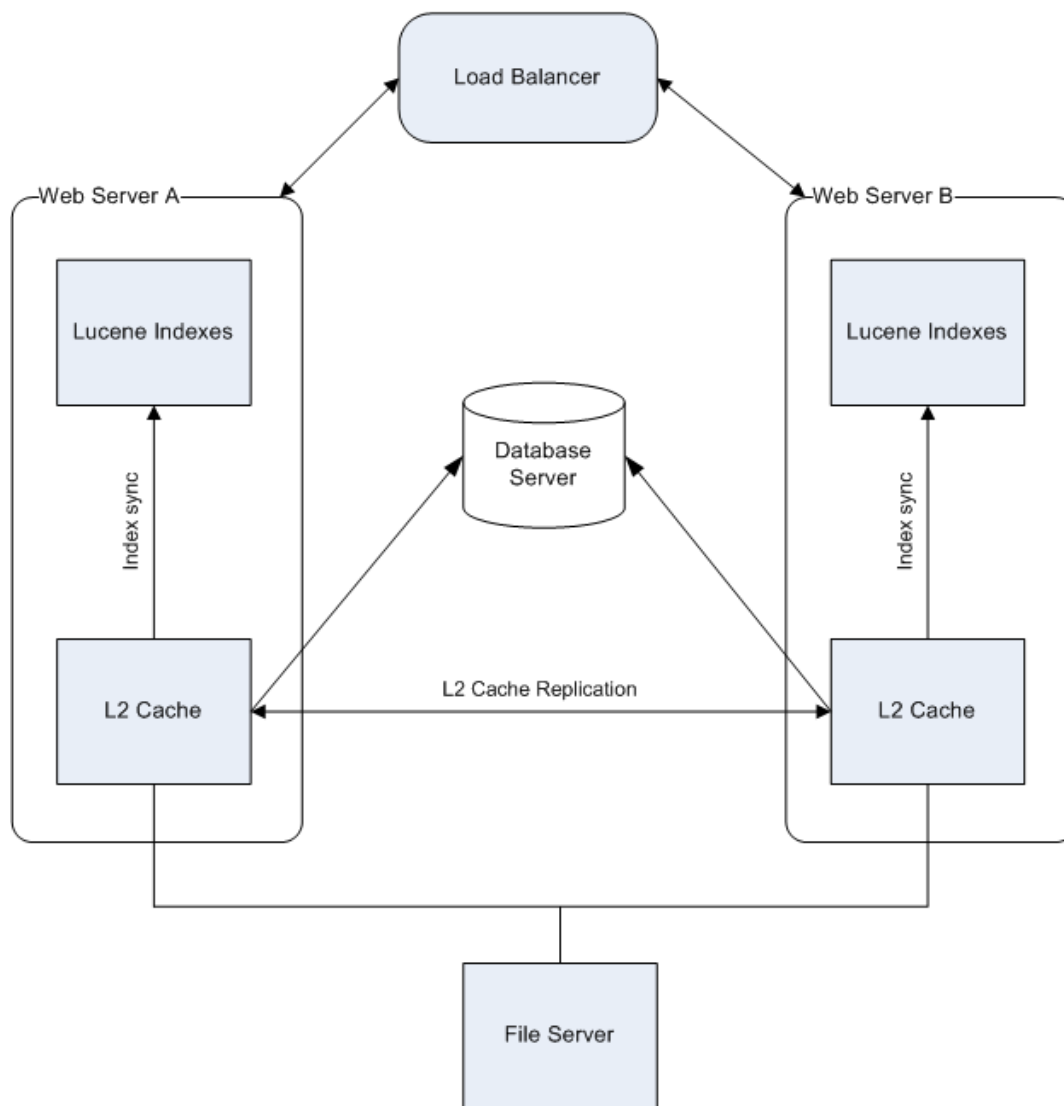 Load Balancer
Web Server A
Web Server B
Lucene Indexes
Lucene Indexes
Database
Server
Index sync
Index sync
L2 Cache Replication
L2 Cache
L2 Cache
File Server